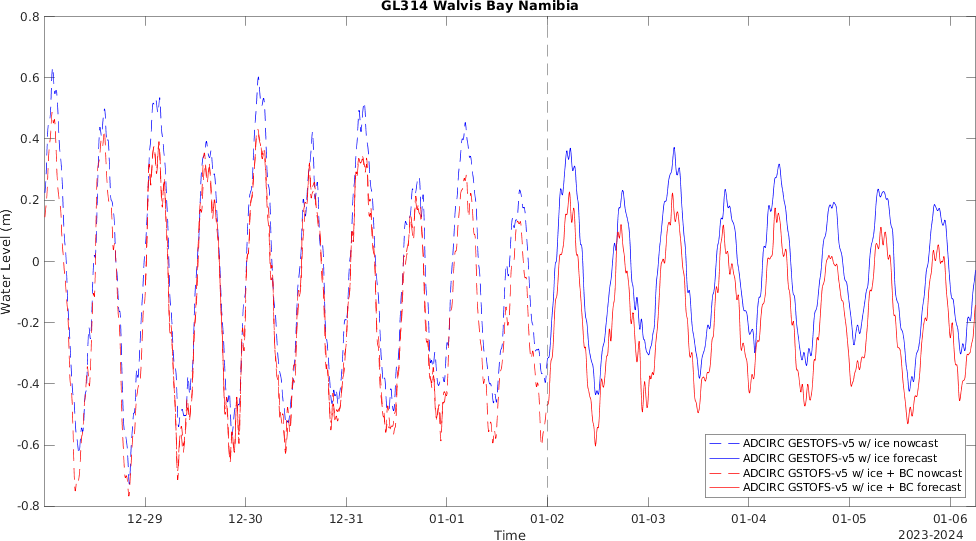 GL314 Walvis Bay Namibia
0.8
0.6
0.4
0.2
0
-0.2
-0.4
-0.6
-0.8
Water Level (m)
12-29
12-30
12-31
01-01
01-02
01-03
01-04
01-05
01-06
Time
2023-2024
ADCIRC GESTOFS-v5 w/ ice nowcast
ADCIRC GESTOFS-v5 w/ ice forecast
ADCIRC GSTOFS-v5 w/ ice + BC nowcast
ADCIRC GSTOFS-v5 w/ ice + BC forecast